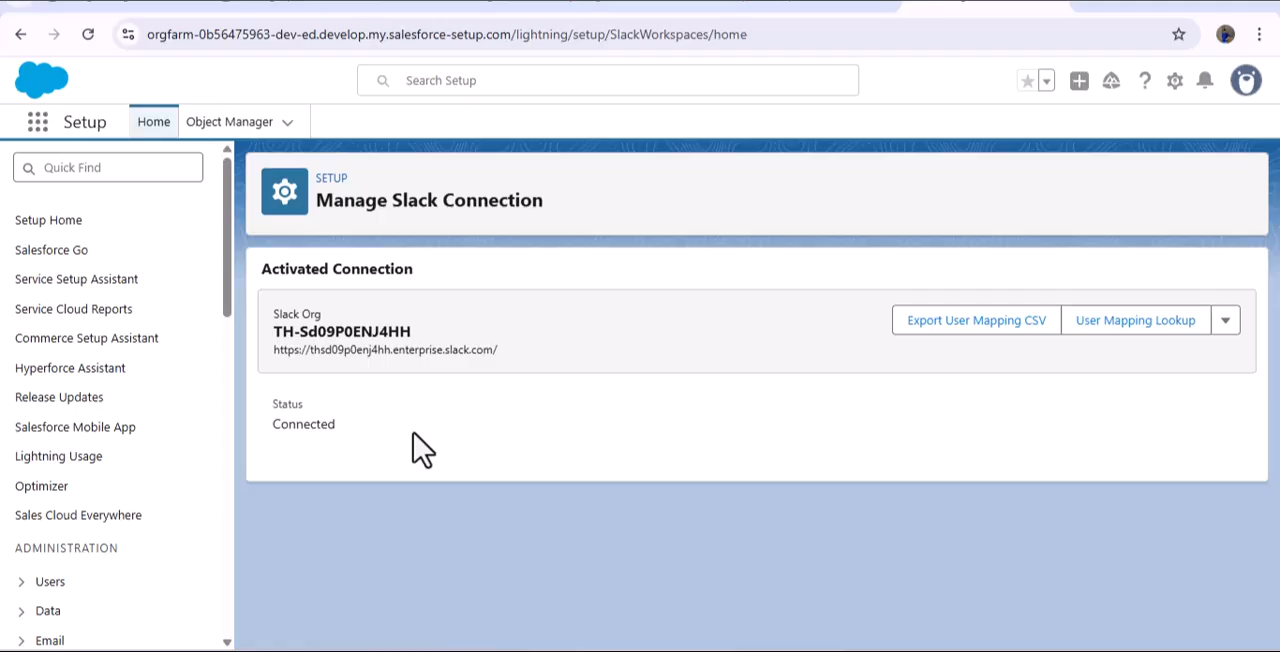 orgfarm-0b56475963-dev-ed.develop.my.salesforce-setup.com/lightning/setup/SlackWorkspaces/home
Search Setup
Setup
Home
Object Manager
Quick Find
Setup Home
Salesforce Go
Service Setup Assistant
Service Cloud Reports
Commerce Setup Assistant
Hyperforce Assistant
Release Updates
Salesforce Mobile App
Lightning Usage
Optimizer
Sales Cloud Everywhere
ADMINISTRATION
Users
Data
Email
SETUP
Manage Slack Connection
Activated Connection
Slack Org
TH-Sd09P0ENJ4HH
https://thsd09p0enj4hh.enterprise.slack.com/
Export User Mapping CSV
User Mapping Lookup
Status
Connected